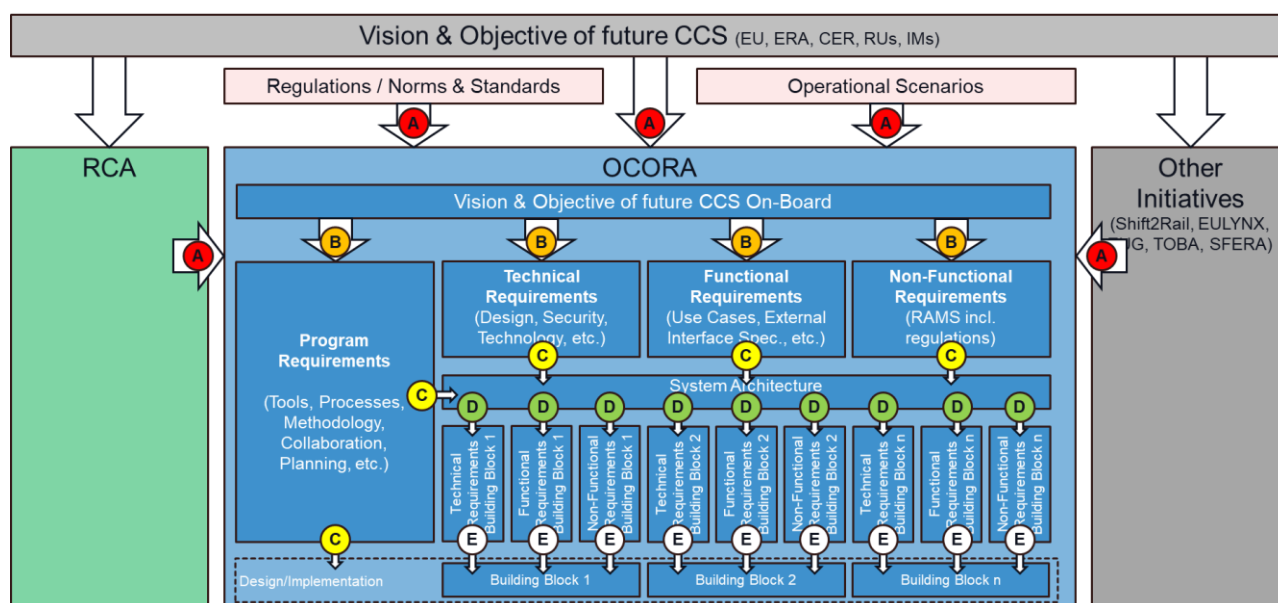 Vision & Objective of future CCS (EU, ERA, CER, RUs, IMs)
Regulations / Norms & Standards
Operational Scenarios
A
A
A
RCA
OCORA
Other
Initiatives
(Shift2Rail, EULYNX,
TOBA, SFERA)
Vision & Objective of future CCS On-Board
B
B
B
B
A
A
Program
Requirements
(Tools, Processes,
Methodology,
Collaboration,
Planning, etc.)
Technical
Requirements
(Design, Security,
Technology, etc.)
Functional
Requirements
(Use Cases, External
Interface Spec., etc.)
Non-Functional
Requirements
(RAMS incl.
regulations)
C
C
C
C
System Architecture
D
D
D
D
D
D
D
D
D
Technical
Requirements
Building Block 1
Functional
Requirements
Building Block 1
Non-Functional
Requirements
Building Block 1
Technical
Requirements
Building Block 2
Functional
Requirements
Building Block 2
Non-Functional
Requirements
Building Block 2
Technical
Requirements
Building Block n
Functional
Requirements
Building Block n
Non-Functional
Requirements
Building Block n
C
E
E
E
E
E
E
E
E
E
Design/Implementation
Building Block 1
Building Block 2
Building Block n